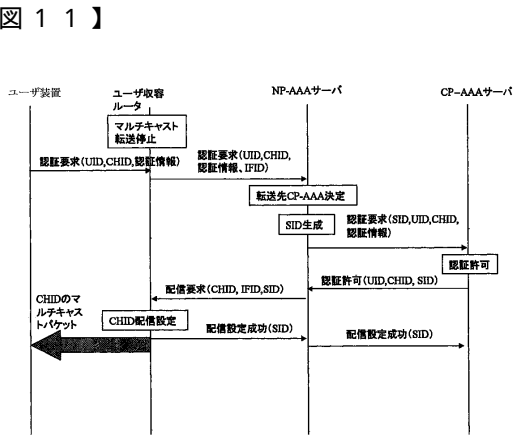 図１１】
ユーザ装置
ユーザ収容
ルータ
NP-AAAサーバ
CP-AAAサーバ
マルチキャスト
転送停止
認証要求(UID,CHID,認証情報)
認証要求(UID,CHID,
認証情報、IFID)
転送先CP-AAA決定
SID生成
認証要求(SID,UID,CHID,
認証情報)
認証許可
認証許可(UID,CHID, SID)
配信要求(CHID, IFID,SID)
CHIDのマ
ルチキャス
トパケット
CHID配信設定
配信設定成功(SID)
配信設定成功(SID)